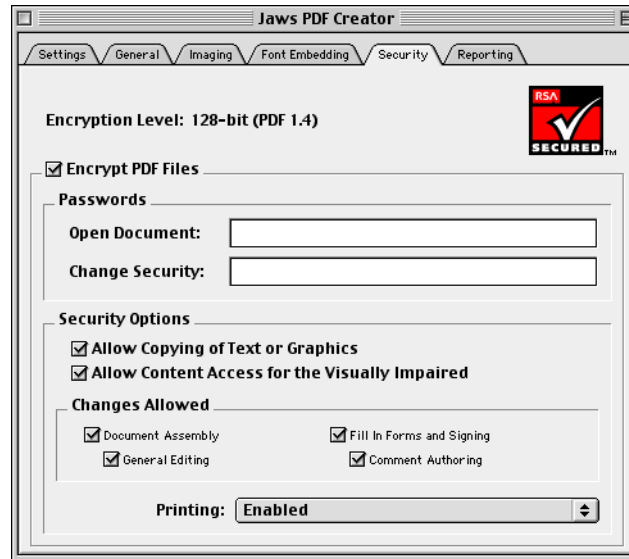 Jaws PDF Creator
Settings General Imaging Font Embedding Security Reporting
Encryption Level: 128-bit (PDF 1.4)
RSA
SECURED™
Encrypt PDF Files
Passwords
Open Document:
Change Security:
Security Options
Allow Copying of Text or Graphics
Allow Content Access for the Visually Impaired
Changes Allowed
Document Assembly Fill In Forms and Signing
General Editing Comment Authoring
Printing: Enabled